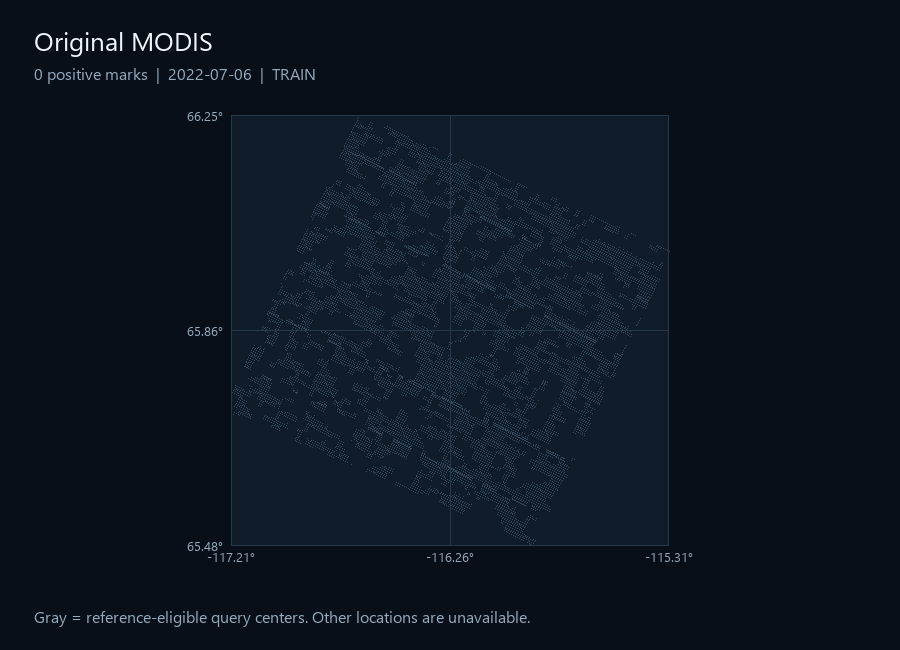 Original MODIS
0 positive marks | 2022-07-06 | TRAIN
66.25°
65.86°
65.48°
-117.21° -116.26° -115.31°
Gray = reference-eligible query centers. Other locations are unavailable.